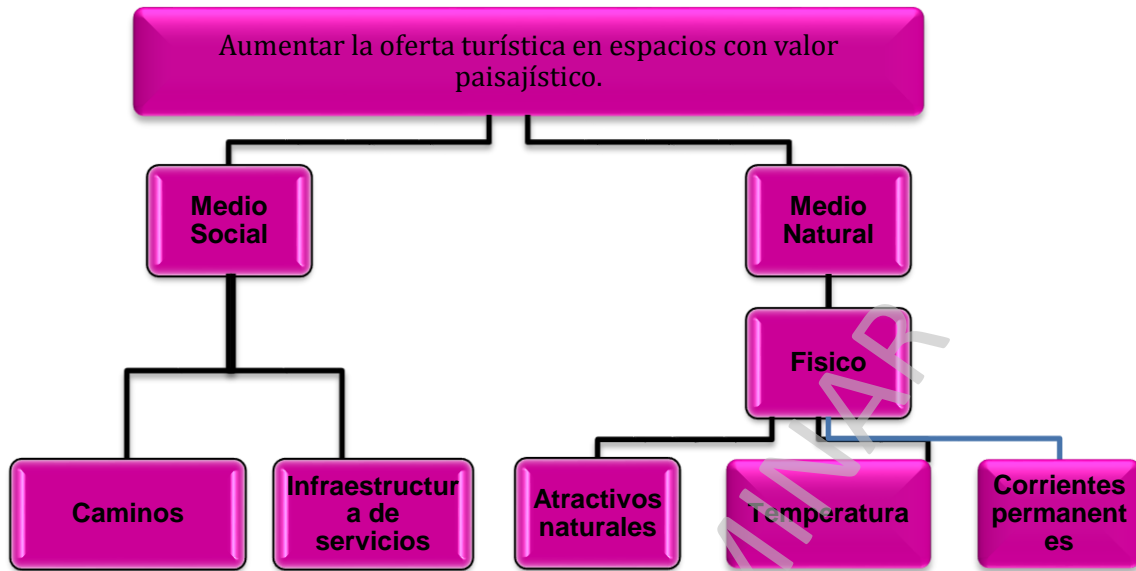 Aumentar la oferta turística en espacios con valor
paisajístico.
Medio
Social
Medio
Natural
Fisico
Caminos
Infraestructur
a de
servicios
Atractivos
naturales
Temperatura
Corrientes
permanent
es
MINAR